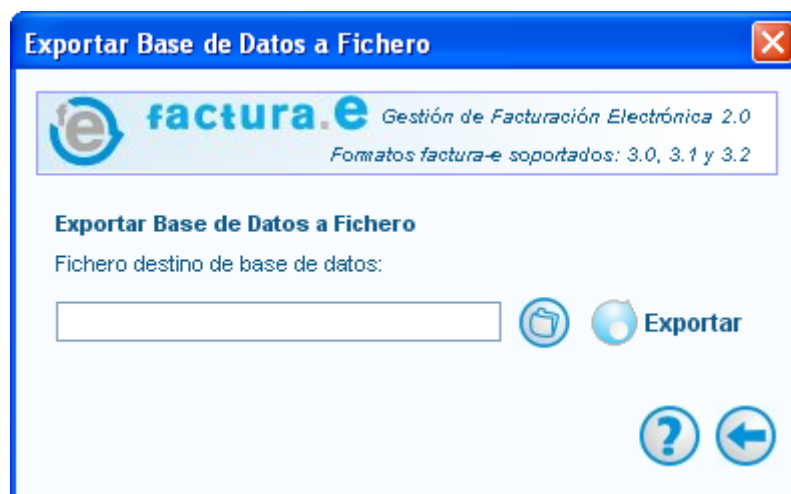 Exportar Base de Datos a Fichero
factura.e Gestión de Facturación Electrónica 2.0
Formatos factura-e soportados: 3.0, 3.1 y 3.2
Exportar Base de Datos a Fichero
Fichero destino de base de datos:
Exportar